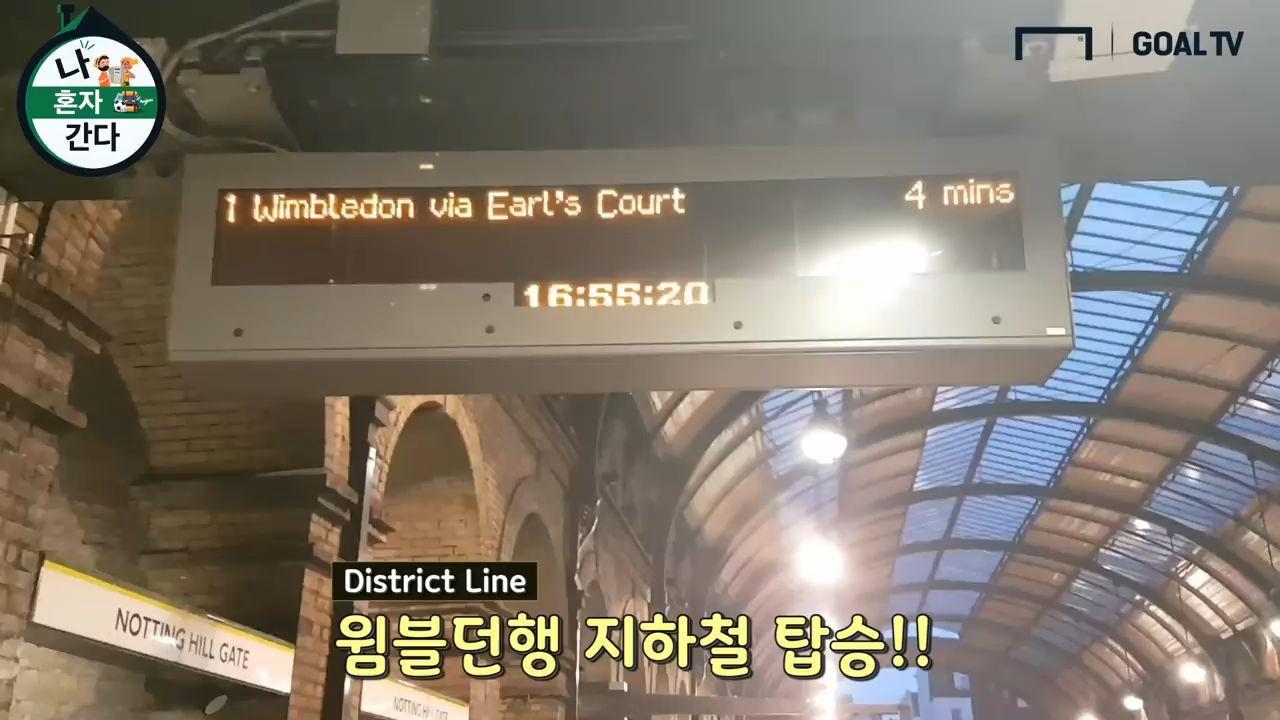 나
혼자
간다
GOAL TV
1 Wimbledon via Earl's Court 4 mins
16:55:20
NOTTING HILL GATE
NOTTING HILL GATE
District Line
윔블던행 지하철 탑승!!